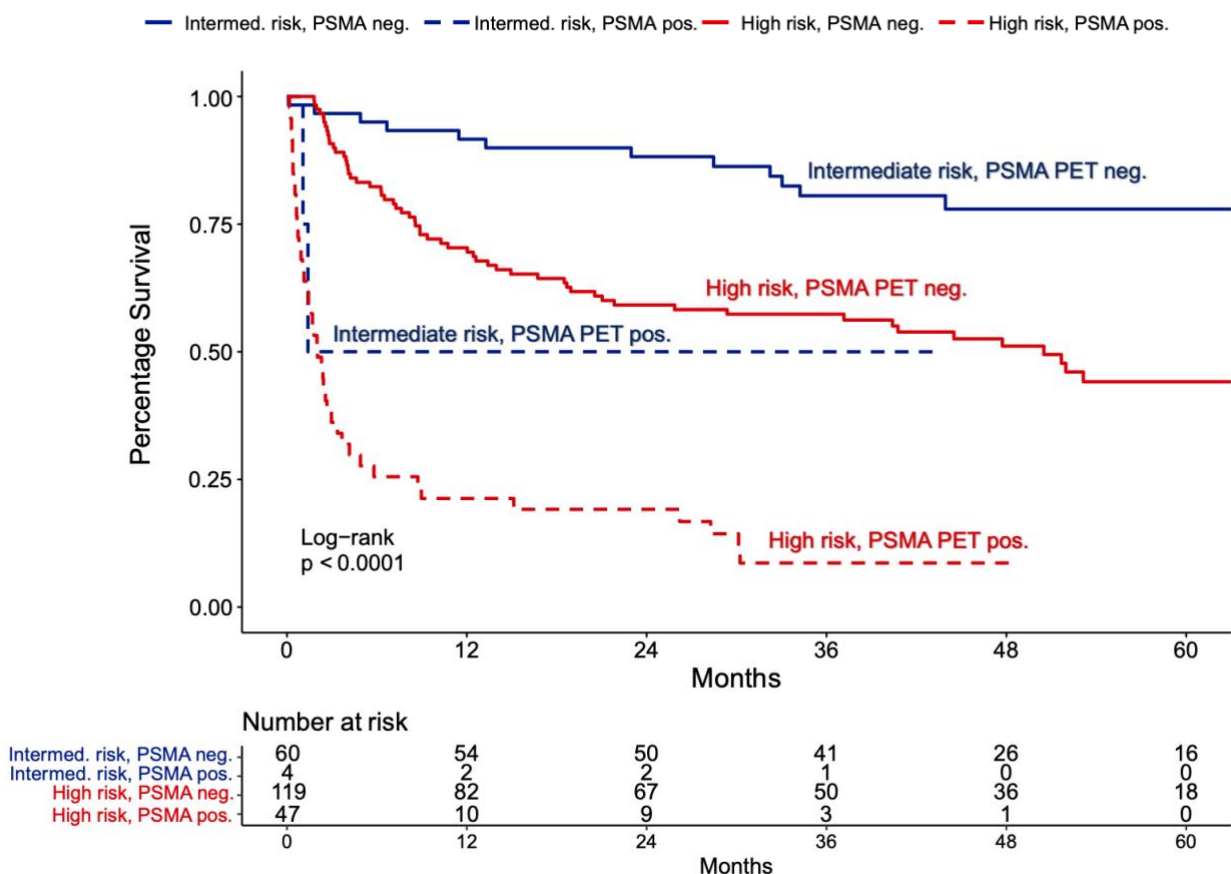 Intermed. risk, PSMA neg. Intermed. risk, PSMA pos. High risk, PSMA neg. High risk, PSMA pos.
1.00
Intermediate risk, PSMA PET neg.
0.75
High risk, PSMA PET neg.
Intermediate risk, PSMA PET pos.
0.50
Percentage Survival
0.25
Log-rank
p < 0.0001
High risk, PSMA PET pos.
0.00
0 12 24 36 48 60
Months
Number at risk
Intermed. risk, PSMA neg. 60 54 50 41 26 16
Intermed. risk, PSMA pos. 4 2 2 1 0 0
High risk, PSMA neg. 119 82 67 50 36 18
High risk, PSMA pos. 47 10 9 3 1 0
0 12 24 36 48 60
Months